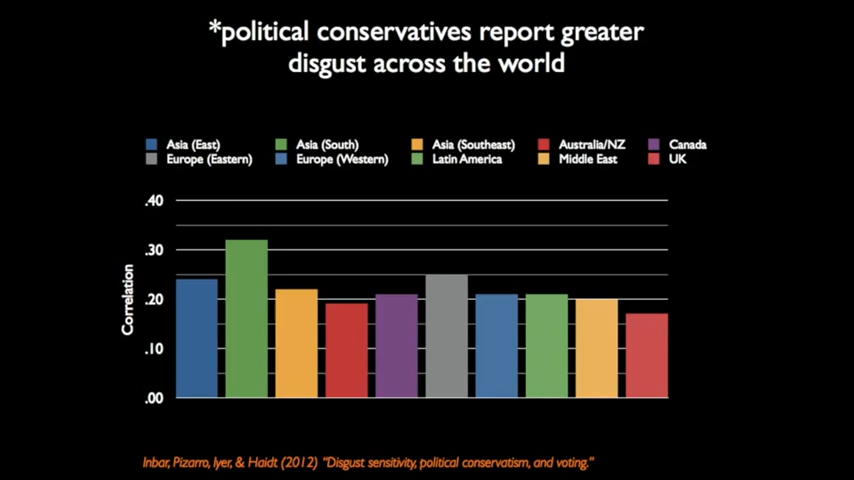 *political conservatives report greater
disgust across the world
Asia (East) Asia (South) Asia (Southeast) Australia/NZ Canada
Europe (Eastern) Europe (Western) Latin America Middle East UK
.40
.30
.20
.10
.00
Correlation
Inbar, Pizarro, Iyer, & Haidt (2012) "Disgust sensitivity, political conservatism, and voting."